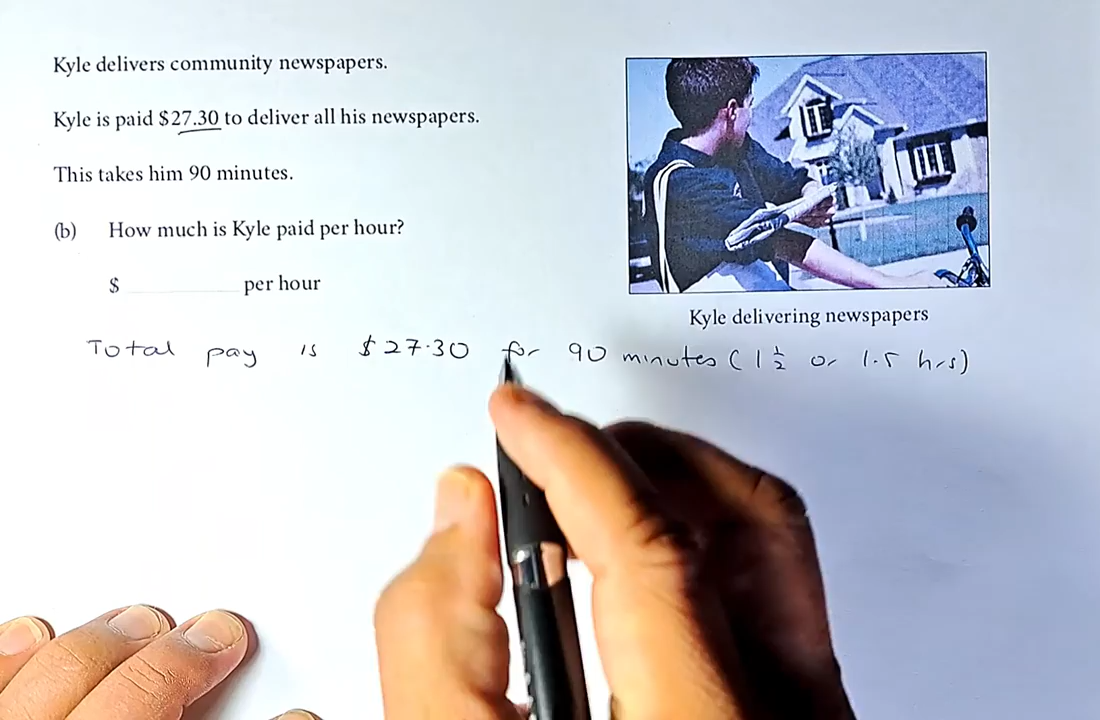 Kyle delivers community newspapers.
Kyle is paid $27.30 to deliver all his newspapers.
This takes him 90 minutes.
(b) How much is Kyle paid per hour?
$ per hour
Kyle delivering newspapers
Total pay is $27.30 for 90 minutes (1 1/2 or 1.5 hrs)